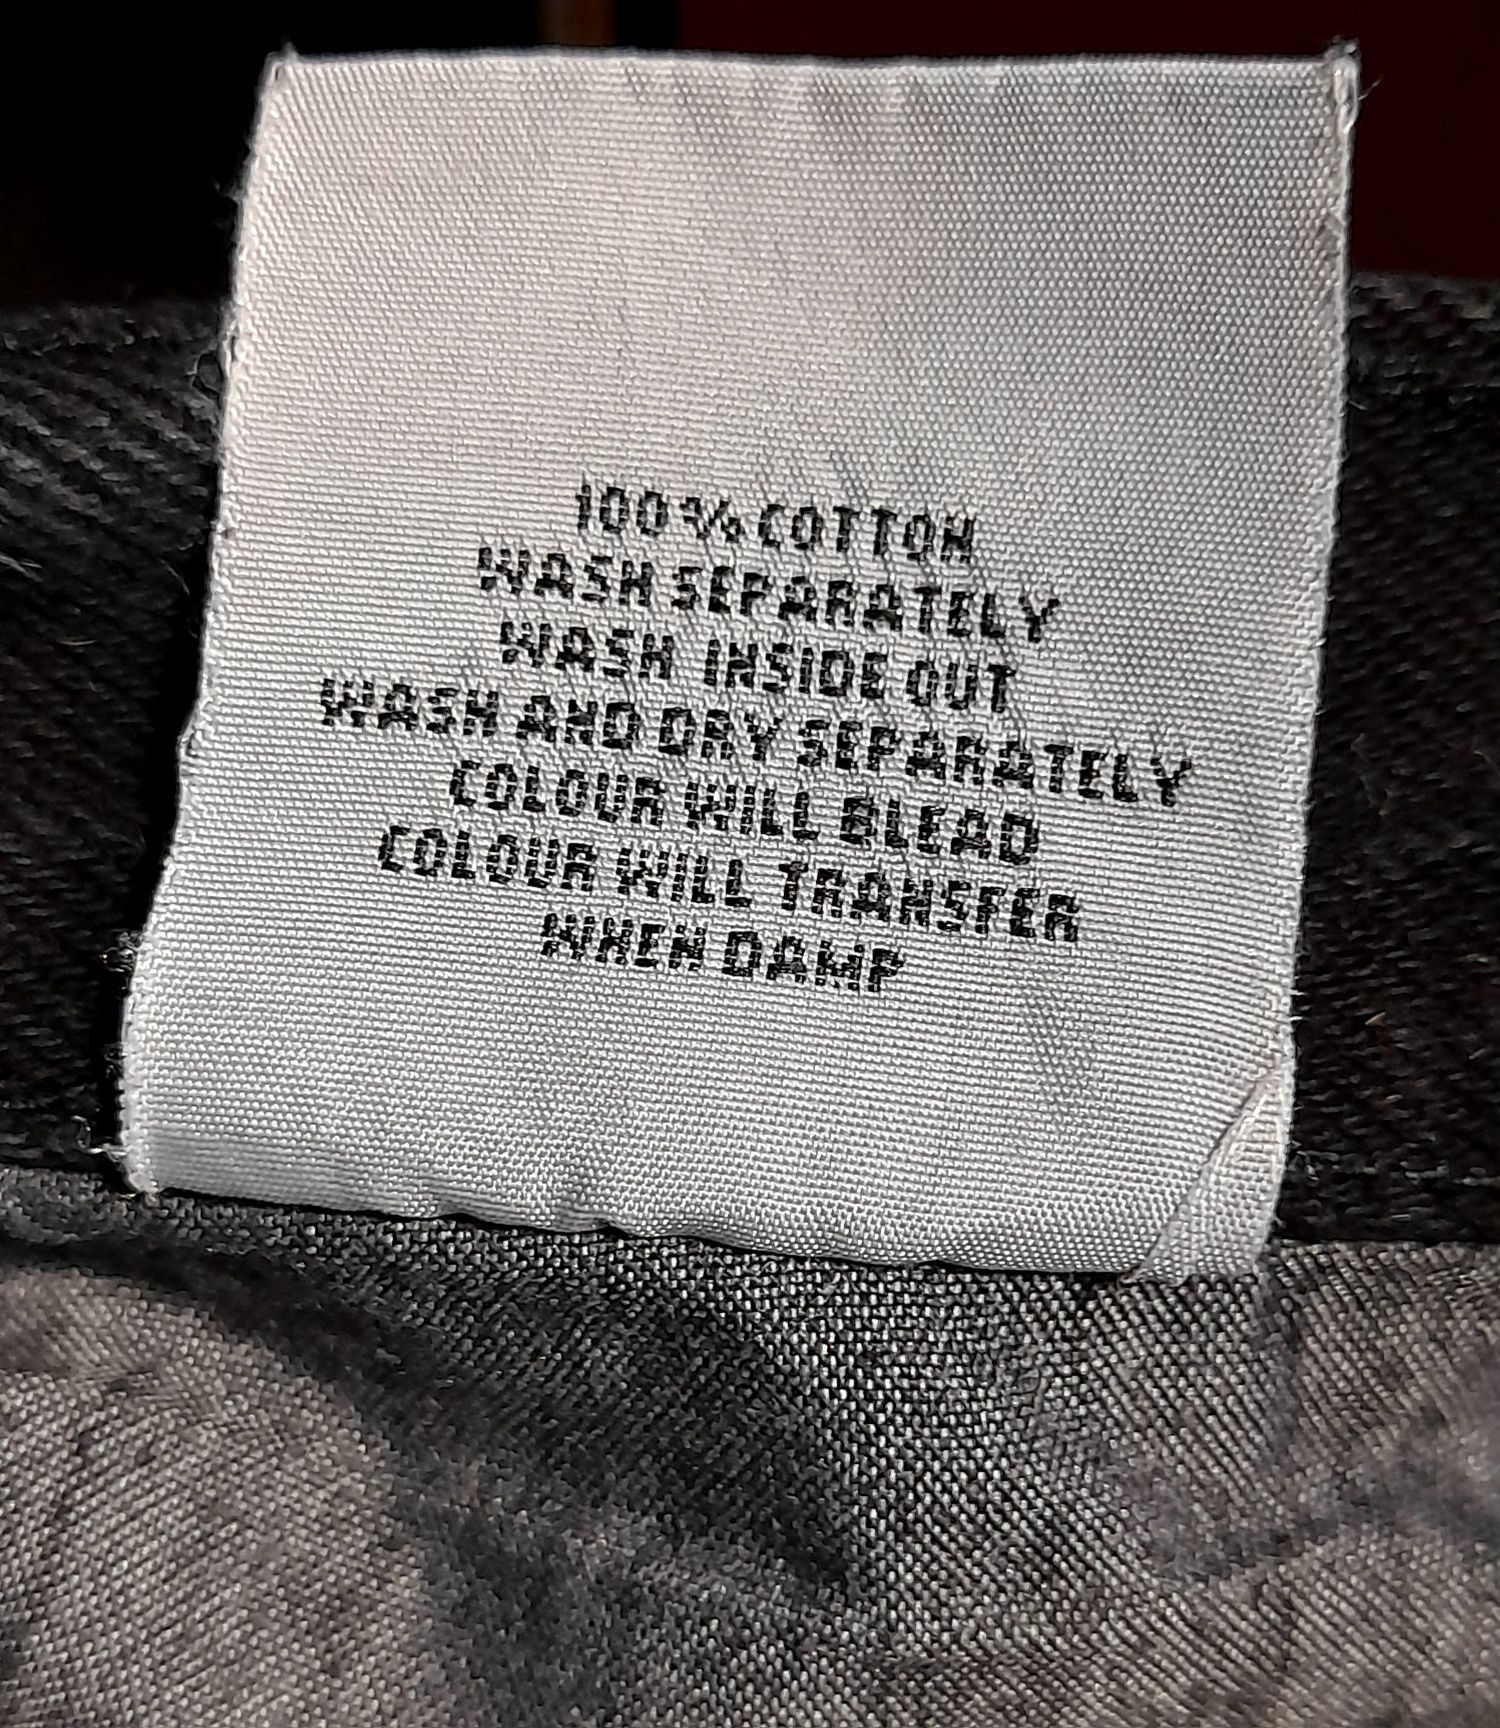 100% COTTON
WASH SEPARATELY
WASH INSIDE OUT
WASH AND DRY SEPARATELY
COLOUR WILL BLEAD
COLOUR WILL TRANSFER
WHEN DAMP